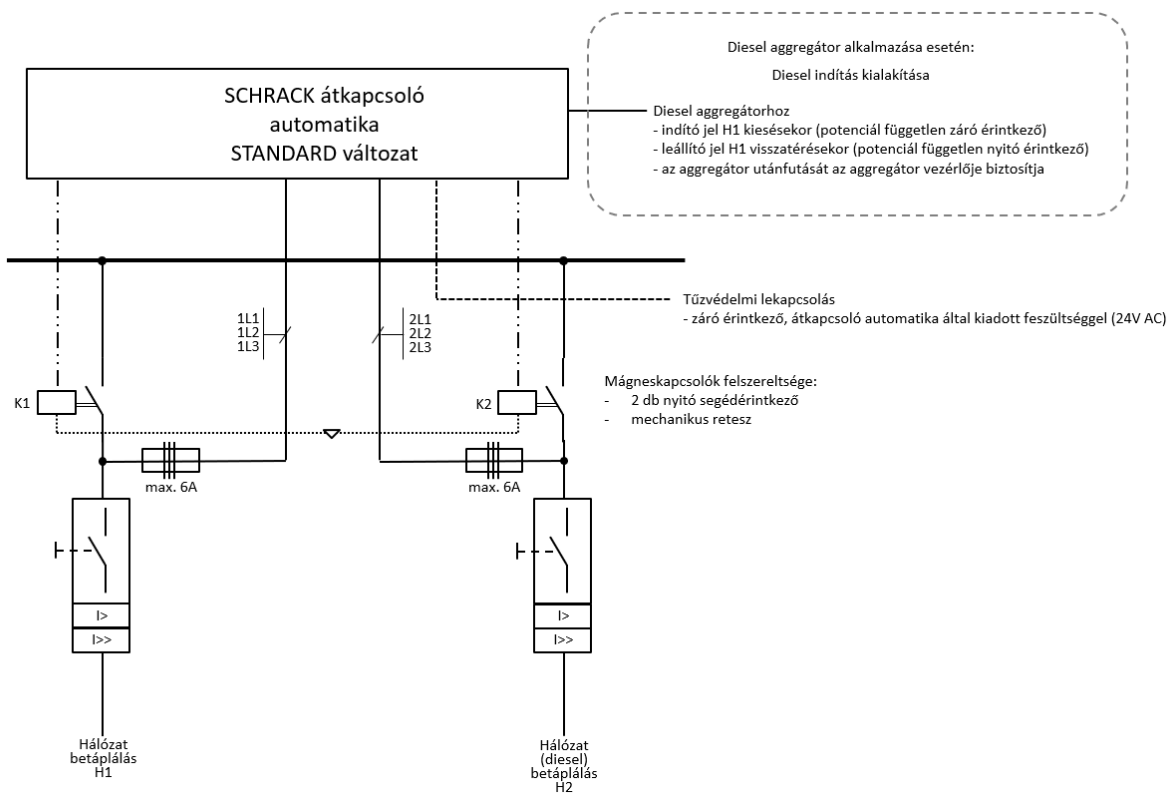 Diesel aggregátor alkalmazása esetén:
Diesel indítás kialakítása
SCHRACK átkapcsoló
automatika
STANDARD változat
Diesel aggregátorhoz
- indító jel H1 kiesésekor (potenciál független záró érintkező)
- leállító jel H1 visszatérésekor (potenciál független nyitó érintkező)
- az aggregátor utánfutását az aggregátor vezérlője biztosítja
Tűzvédelmi lekapcsolás
- záró érintkező, átkapcsoló automatika által kiadott feszültséggel (24V AC)
1L1
1L2
1L3
2L1
2L2
2L3
Mágneskapcsolók felszereltsége:
- 2 db nyitó segédérintkező
- mechanikus retesz
K1
K2
max. 6A
max. 6A
I>
I>>
I>
I>>
Hálózat
betáplálás
H1
Hálózat
(diesel)
betáplálás
H2